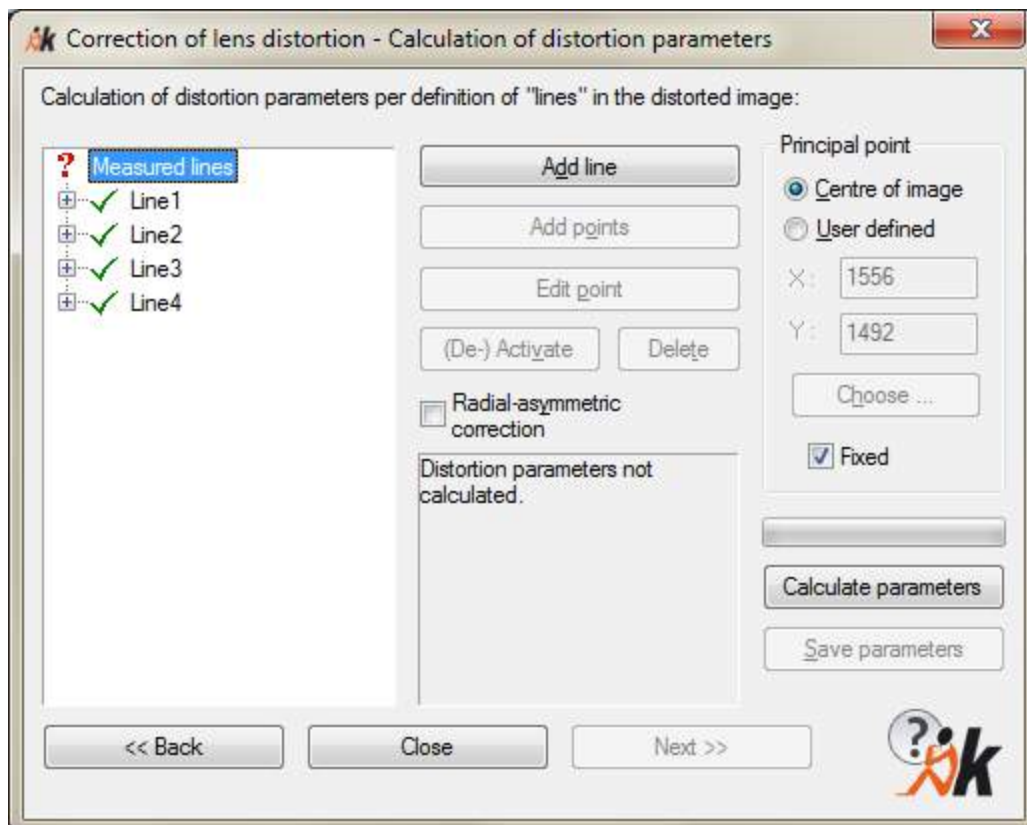 Correction of lens distortion - Calculation of distortion parameters
Calculation of distortion parameters per definition of "lines" in the distorted image:
? Measured lines
Line1
Line2
Line3
Line4
Add line
Add points
Edit point
(De-) Activate
Delete
Radial-asymmetric
correction
Distortion parameters not
calculated.
Principal point
Centre of image
User defined
X: 1556
Y: 1492
Choose ...
Fixed
Calculate parameters
Save parameters
<< Back
Close
Next >>
?
k